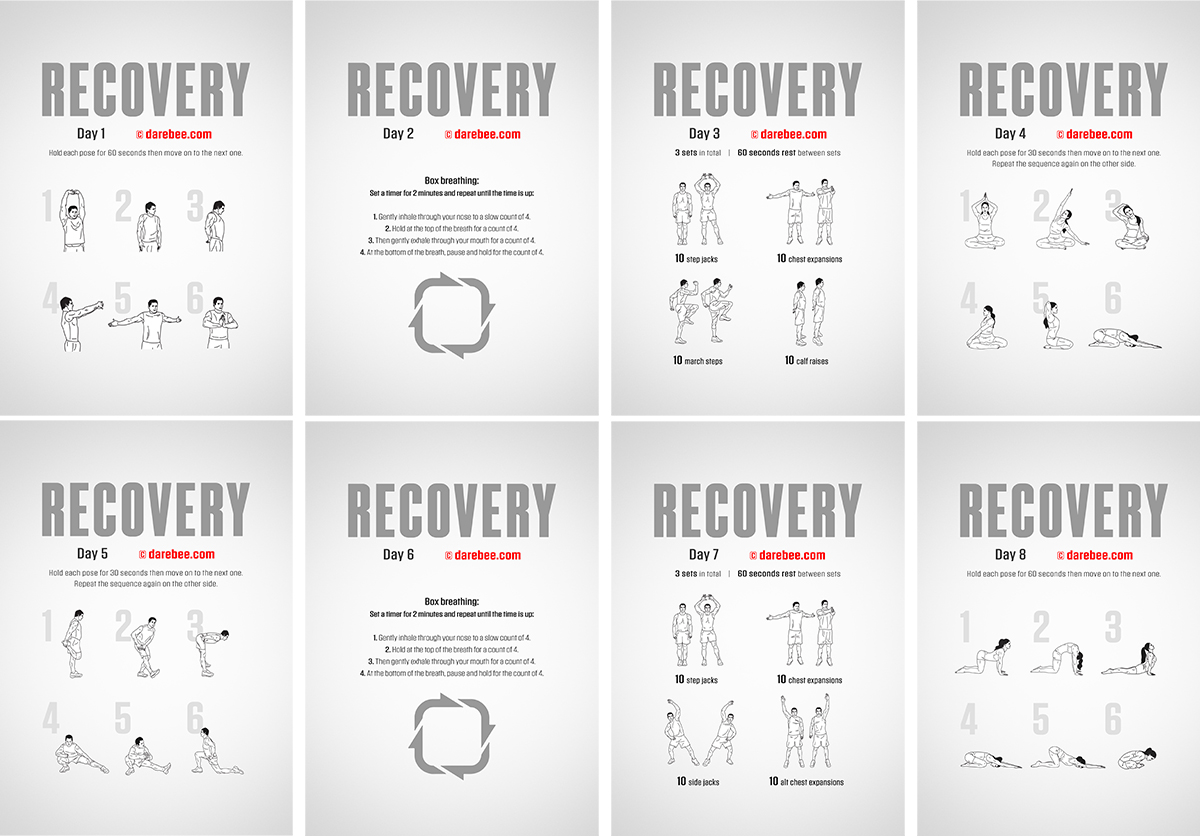 RECOVERY
Day 1 © darebee.com
Hold each pose for 60 seconds then move on to the next one.
1 2 3
4 5 6
RECOVERY
Day 2 © darebee.com
Box breathing:
Set a timer for 2 minutes and repeat until the time is up:
1. Gently inhale through your nose to a slow count of 4.
2. Hold at the top of the breath for a count of 4.
3. Then gently exhale through your mouth for a count of 4.
4. At the bottom of the breath, pause and hold for the count of 4.
RECOVERY
Day 3 © darebee.com
3 sets in total | 60 seconds rest between sets
10 step jacks 10 chest expansions
10 march steps 10 calf raises
RECOVERY
Day 4 © darebee.com
Hold each pose for 30 seconds then move on to the next one.
Repeat the sequence again on the other side.
1 2 3
4 5 6
RECOVERY
Day 5 © darebee.com
Hold each pose for 30 seconds then move on to the next one.
Repeat the sequence again on the other side.
1 2 3
4 5 6
RECOVERY
Day 6 © darebee.com
Box breathing:
Set a timer for 2 minutes and repeat until the time is up:
1. Gently inhale through your nose to a slow count of 4.
2. Hold at the top of the breath for a count of 4.
3. Then gently exhale through your mouth for a count of 4.
4. At the bottom of the breath, pause and hold for the count of 4.
RECOVERY
Day 7 © darebee.com
3 sets in total | 60 seconds rest between sets
10 step jacks 10 chest expansions
10 side jacks 10 alt chest expansions
RECOVERY
Day 8 © darebee.com
Hold each pose for 60 seconds then move on to the next one.
1 2 3
4 5 6